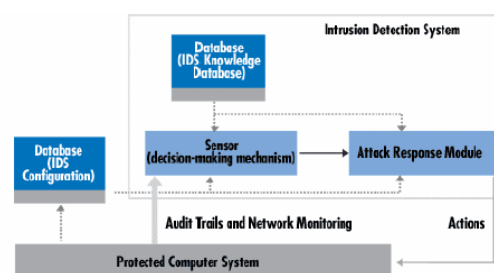 Intrusion Detection System
Database
(IDS Knowledge
Database)
Sensor
(decision-making mechanism)
Attack Response Module
Database
(IDS
Configuration)
Audit Trails and Network Monitoring
Actions
Protected Computer System